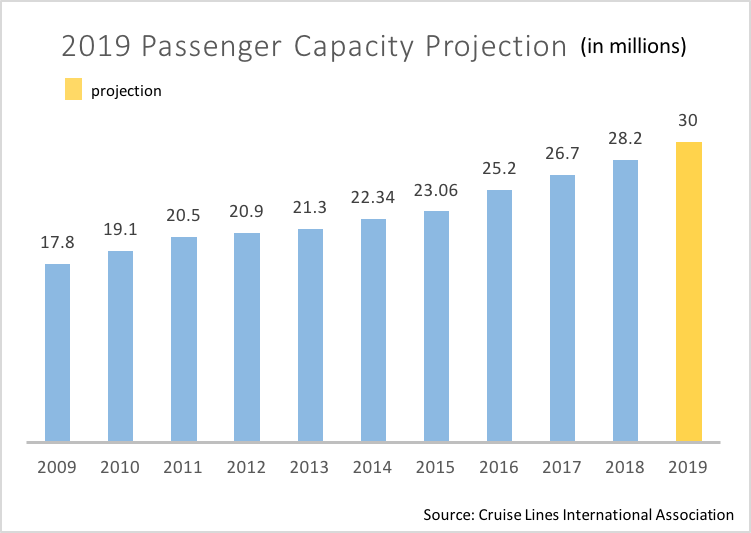 2019 Passenger Capacity Projection (in millions)
projection
30
28.2
26.7
25.2
23.06
22.34
21.3
20.9
20.5
19.1
17.8
2009 2010 2011 2012 2013 2014 2015 2016 2017 2018 2019
Source: Cruise Lines International Association